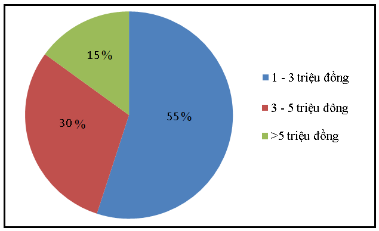 15%
30%
55%
1 - 3 triệu đồng
3 - 5 triệu đồng
>5 triệu đồng